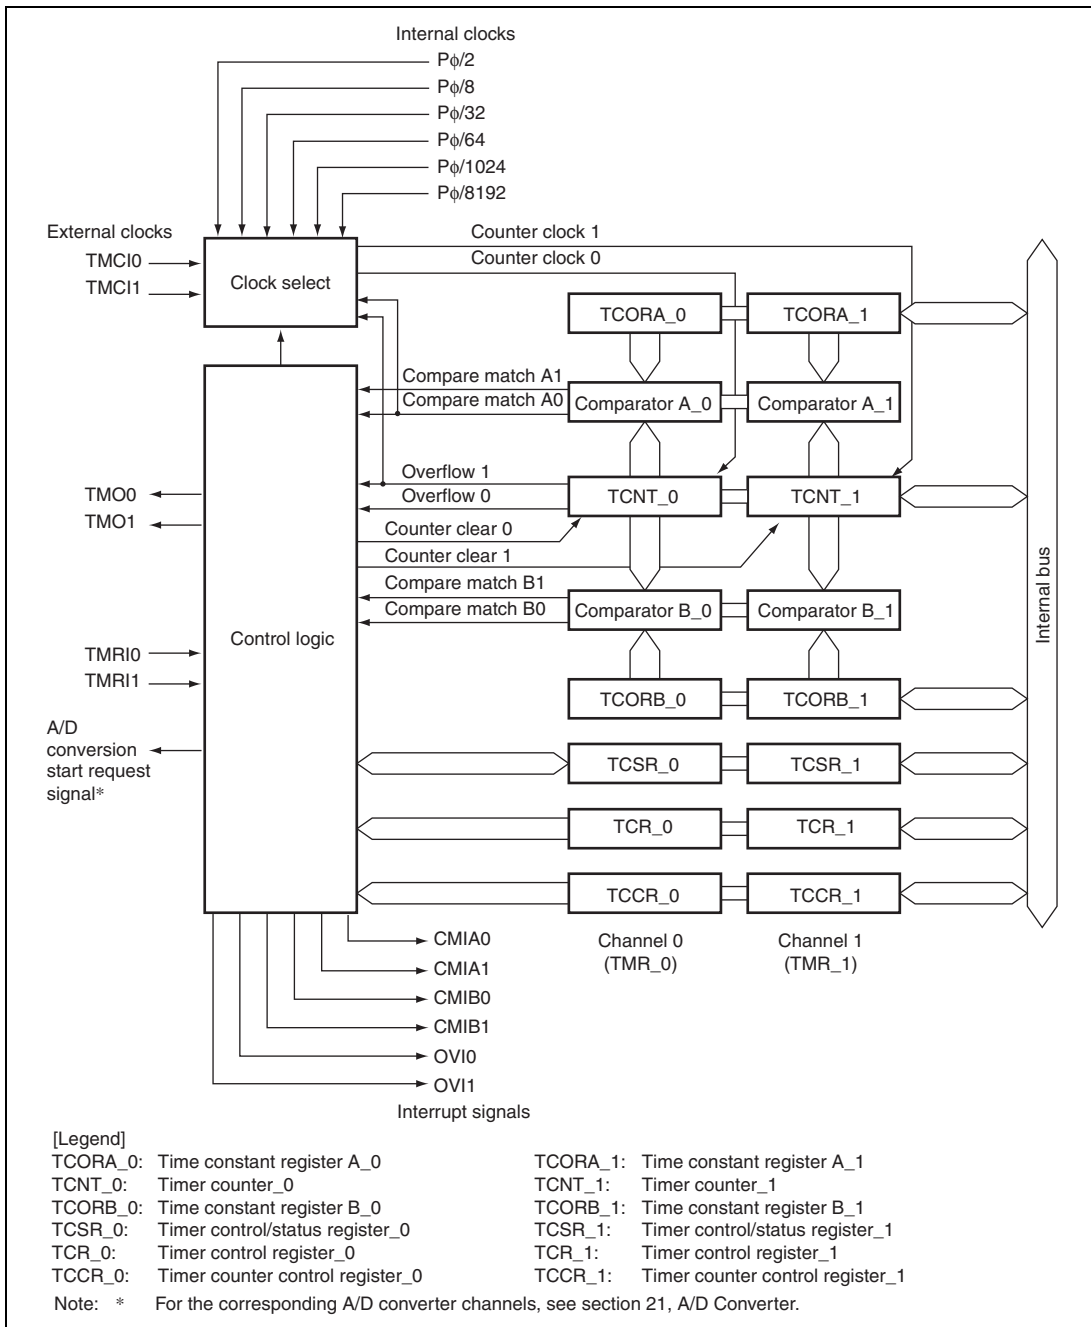 Internal clocks
Pϕ/2
Pϕ/8
Pϕ/32
Pϕ/64
Pϕ/1024
Pϕ/8192
External clocks
TMCI0
TMCI1
Clock select
Counter clock 1
Counter clock 0
TCORA_0
TCORA_1
Compare match A1
Compare match A0
Comparator A_0
Comparator A_1
Overflow 1
Overflow 0
TCNT_0
TCNT_1
TMO0
TMO1
Counter clear 0
Counter clear 1
Compare match B1
Compare match B0
Comparator B_0
Comparator B_1
Control logic
Internal bus
TMRI0
TMRI1
TCORB_0
TCORB_1
A/D
conversion
start request
signal*
TCSR_0
TCSR_1
TCR_0
TCR_1
TCCR_0
TCCR_1
Channel 0
(TMR_0)
Channel 1
(TMR_1)
CMIA0
CMIA1
CMIB0
CMIB1
OVI0
OVI1
Interrupt signals
[Legend]
TCORA_0: Time constant register A_0
TCORA_1: Time constant register A_1
TCNT_0: Timer counter_0
TCNT_1: Timer counter_1
TCORB_0: Time constant register B_0
TCORB_1: Time constant register B_1
TCSR_0: Timer control/status register_0
TCSR_1: Timer control/status register_1
TCR_0: Timer control register_0
TCR_1: Timer control register_1
TCCR_0: Timer counter control register_0
TCCR_1: Timer counter control register_1
Note: * For the corresponding A/D converter channels, see section 21, A/D Converter.